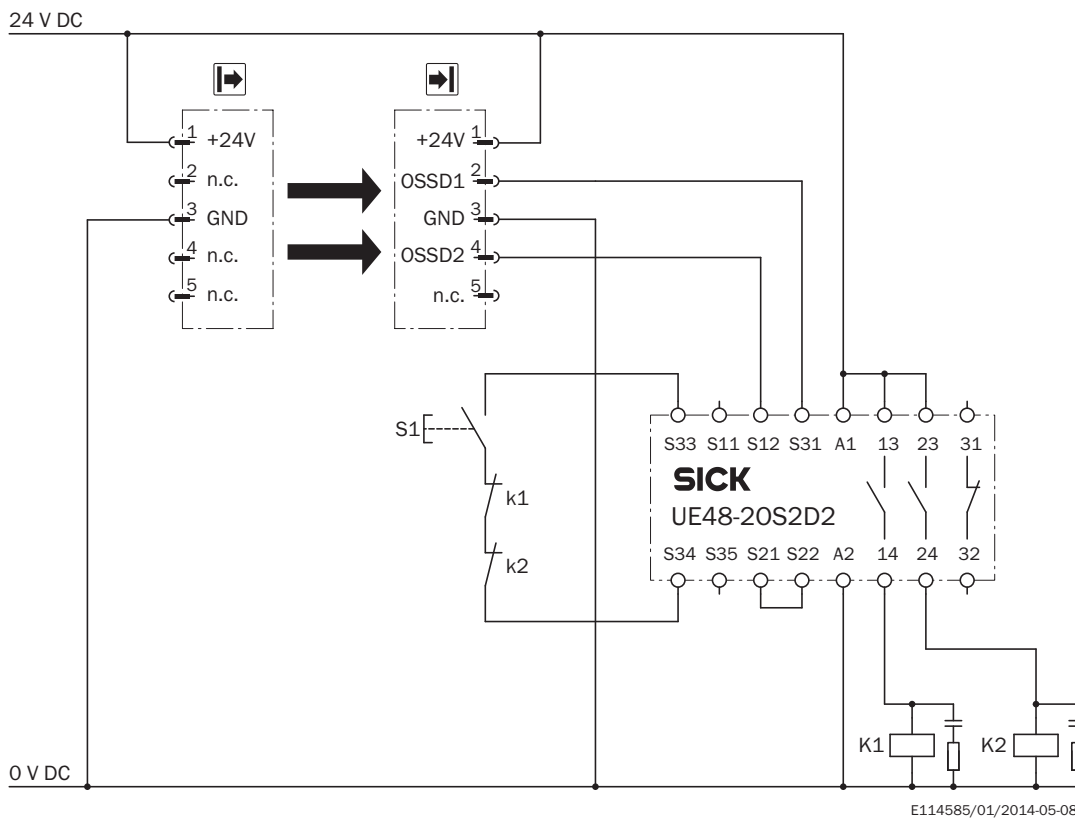 24 V DC
1 +24V
2 n.c.
3 GND
4 n.c.
5 n.c.
+24V 1
OSSD1 2
GND 3
OSSD2 4
n.c. 5
S1
k1
k2
S33 S11 S12 S31 A1 13 23 31
SICK
UE48-20S2D2
S34 S35 S21 S22 A2 14 24 32
K1
K2
0 V DC
E114585/01/2014-05-08